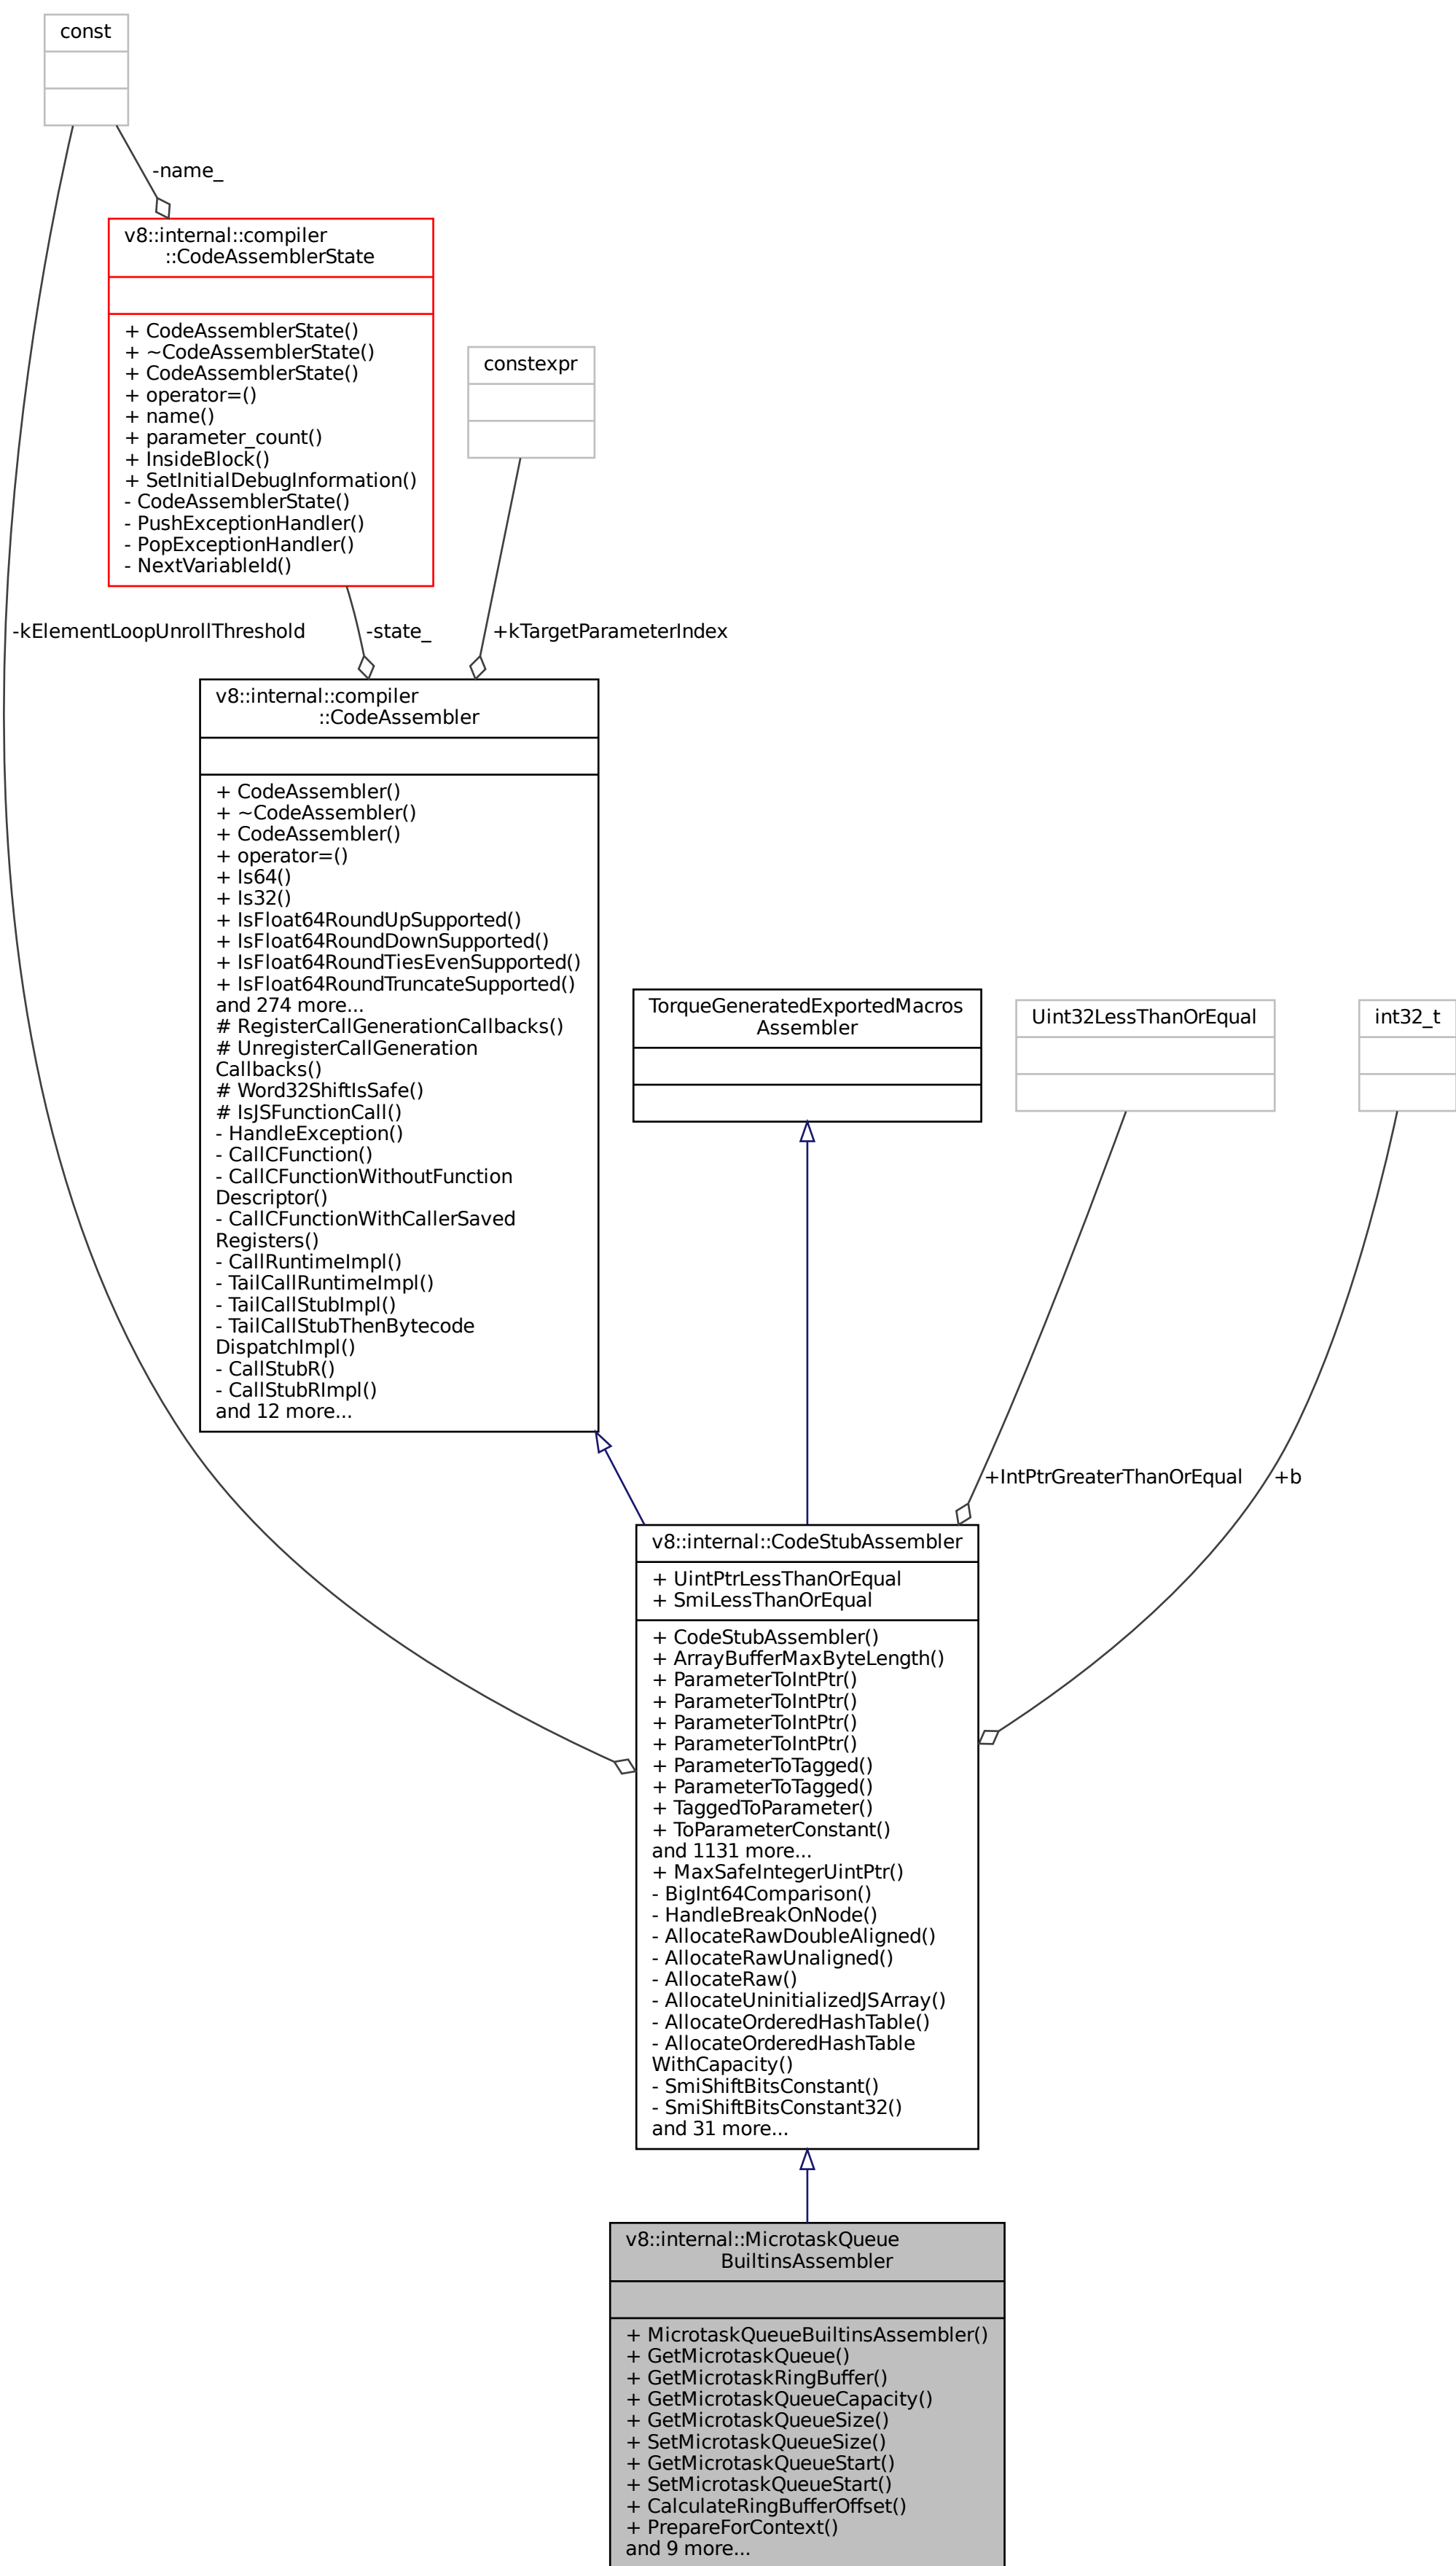 const
-name_
v8::internal::compiler
::CodeAssemblerState
+ CodeAssemblerState()
+ ~CodeAssemblerState()
+ CodeAssemblerState()
+ operator=()
+ name()
+ parameter_count()
+ InsideBlock()
+ SetInitialDebugInformation()
- CodeAssemblerState()
- PushExceptionHandler()
- PopExceptionHandler()
- NextVariableId()
constexpr
-kElementLoopUnrollThreshold
-state_
+kTargetParameterIndex
v8::internal::compiler
::CodeAssembler
+ CodeAssembler()
+ ~CodeAssembler()
+ CodeAssembler()
+ operator=()
+ Is64()
+ Is32()
+ IsFloat64RoundUpSupported()
+ IsFloat64RoundDownSupported()
+ IsFloat64RoundTiesEvenSupported()
+ IsFloat64RoundTruncateSupported()
and 274 more...
# RegisterCallGenerationCallbacks()
# UnregisterCallGeneration
Callbacks()
# Word32ShiftIsSafe()
# IsJSFunctionCall()
- HandleException()
- CallCFunction()
- CallCFunctionWithoutFunction
Descriptor()
- CallCFunctionWithCallerSaved
Registers()
- CallRuntimeImpl()
- TailCallRuntimeImpl()
- TailCallStubImpl()
- TailCallStubThenBytecode
DispatchImpl()
- CallStubR()
- CallStubRImpl()
and 12 more...
TorqueGeneratedExportedMacros
Assembler
Uint32LessThanOrEqual
int32_t
+IntPtrGreaterThanOrEqual
+b
v8::internal::CodeStubAssembler
+ UintPtrLessThanOrEqual
+ SmiLessThanOrEqual
+ CodeStubAssembler()
+ ArrayBufferMaxByteLength()
+ ParameterToIntPtr()
+ ParameterToIntPtr()
+ ParameterToIntPtr()
+ ParameterToIntPtr()
+ ParameterToTagged()
+ ParameterToTagged()
+ TaggedToParameter()
+ ToParameterConstant()
and 1131 more...
+ MaxSafeIntegerUintPtr()
- BigInt64Comparison()
- HandleBreakOnNode()
- AllocateRawDoubleAligned()
- AllocateRawUnaligned()
- AllocateRaw()
- AllocateUninitializedJSArray()
- AllocateOrderedHashTable()
- AllocateOrderedHashTable
WithCapacity()
- SmiShiftBitsConstant()
- SmiShiftBitsConstant32()
and 31 more...
v8::internal::MicrotaskQueue
BuiltinsAssembler
+ MicrotaskQueueBuiltinsAssembler()
+ GetMicrotaskQueue()
+ GetMicrotaskRingBuffer()
+ GetMicrotaskQueueCapacity()
+ GetMicrotaskQueueSize()
+ SetMicrotaskQueueSize()
+ GetMicrotaskQueueStart()
+ SetMicrotaskQueueStart()
+ CalculateRingBufferOffset()
+ PrepareForContext()
and 9 more...